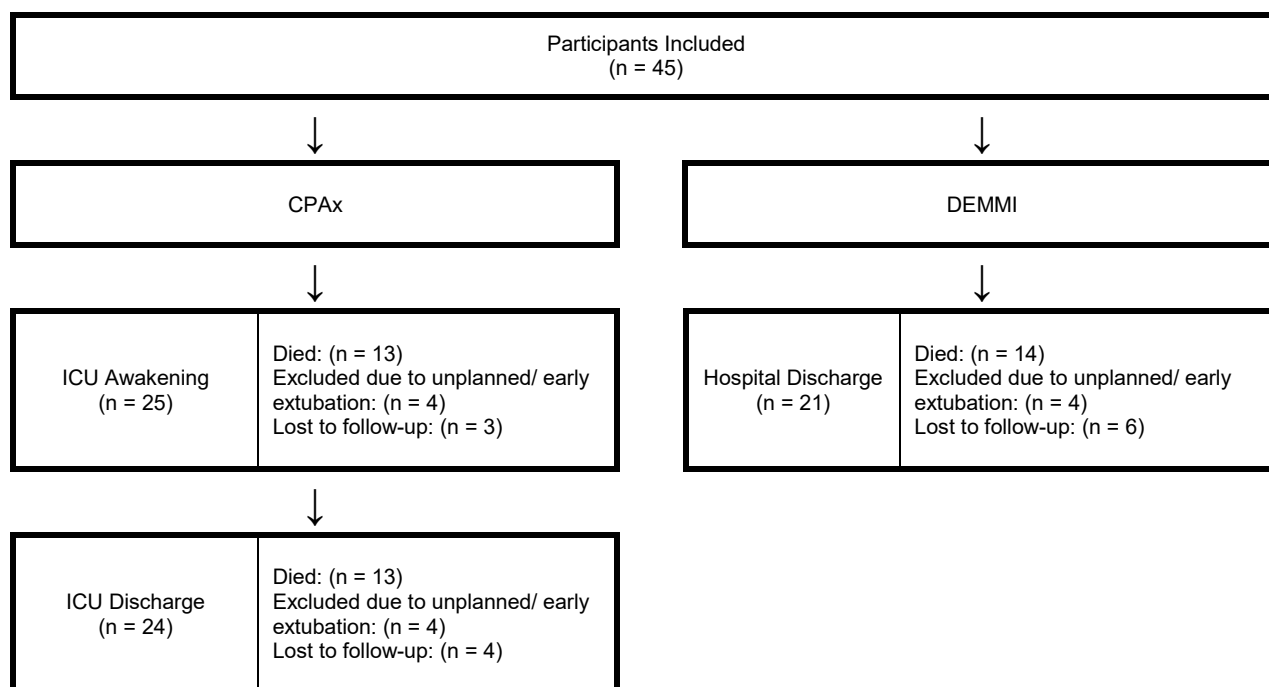 Participants Included
(n = 45)
CPAx
DEMMI
ICU Awakening
(n = 25)
Died: (n = 13)
Excluded due to unplanned/ early
extubation: (n = 4)
Lost to follow-up: (n = 3)
Hospital Discharge
(n = 21)
Died: (n = 14)
Excluded due to unplanned/ early
extubation: (n = 4)
Lost to follow-up: (n = 6)
ICU Discharge
(n = 24)
Died: (n = 13)
Excluded due to unplanned/ early
extubation: (n = 4)
Lost to follow-up: (n = 4)